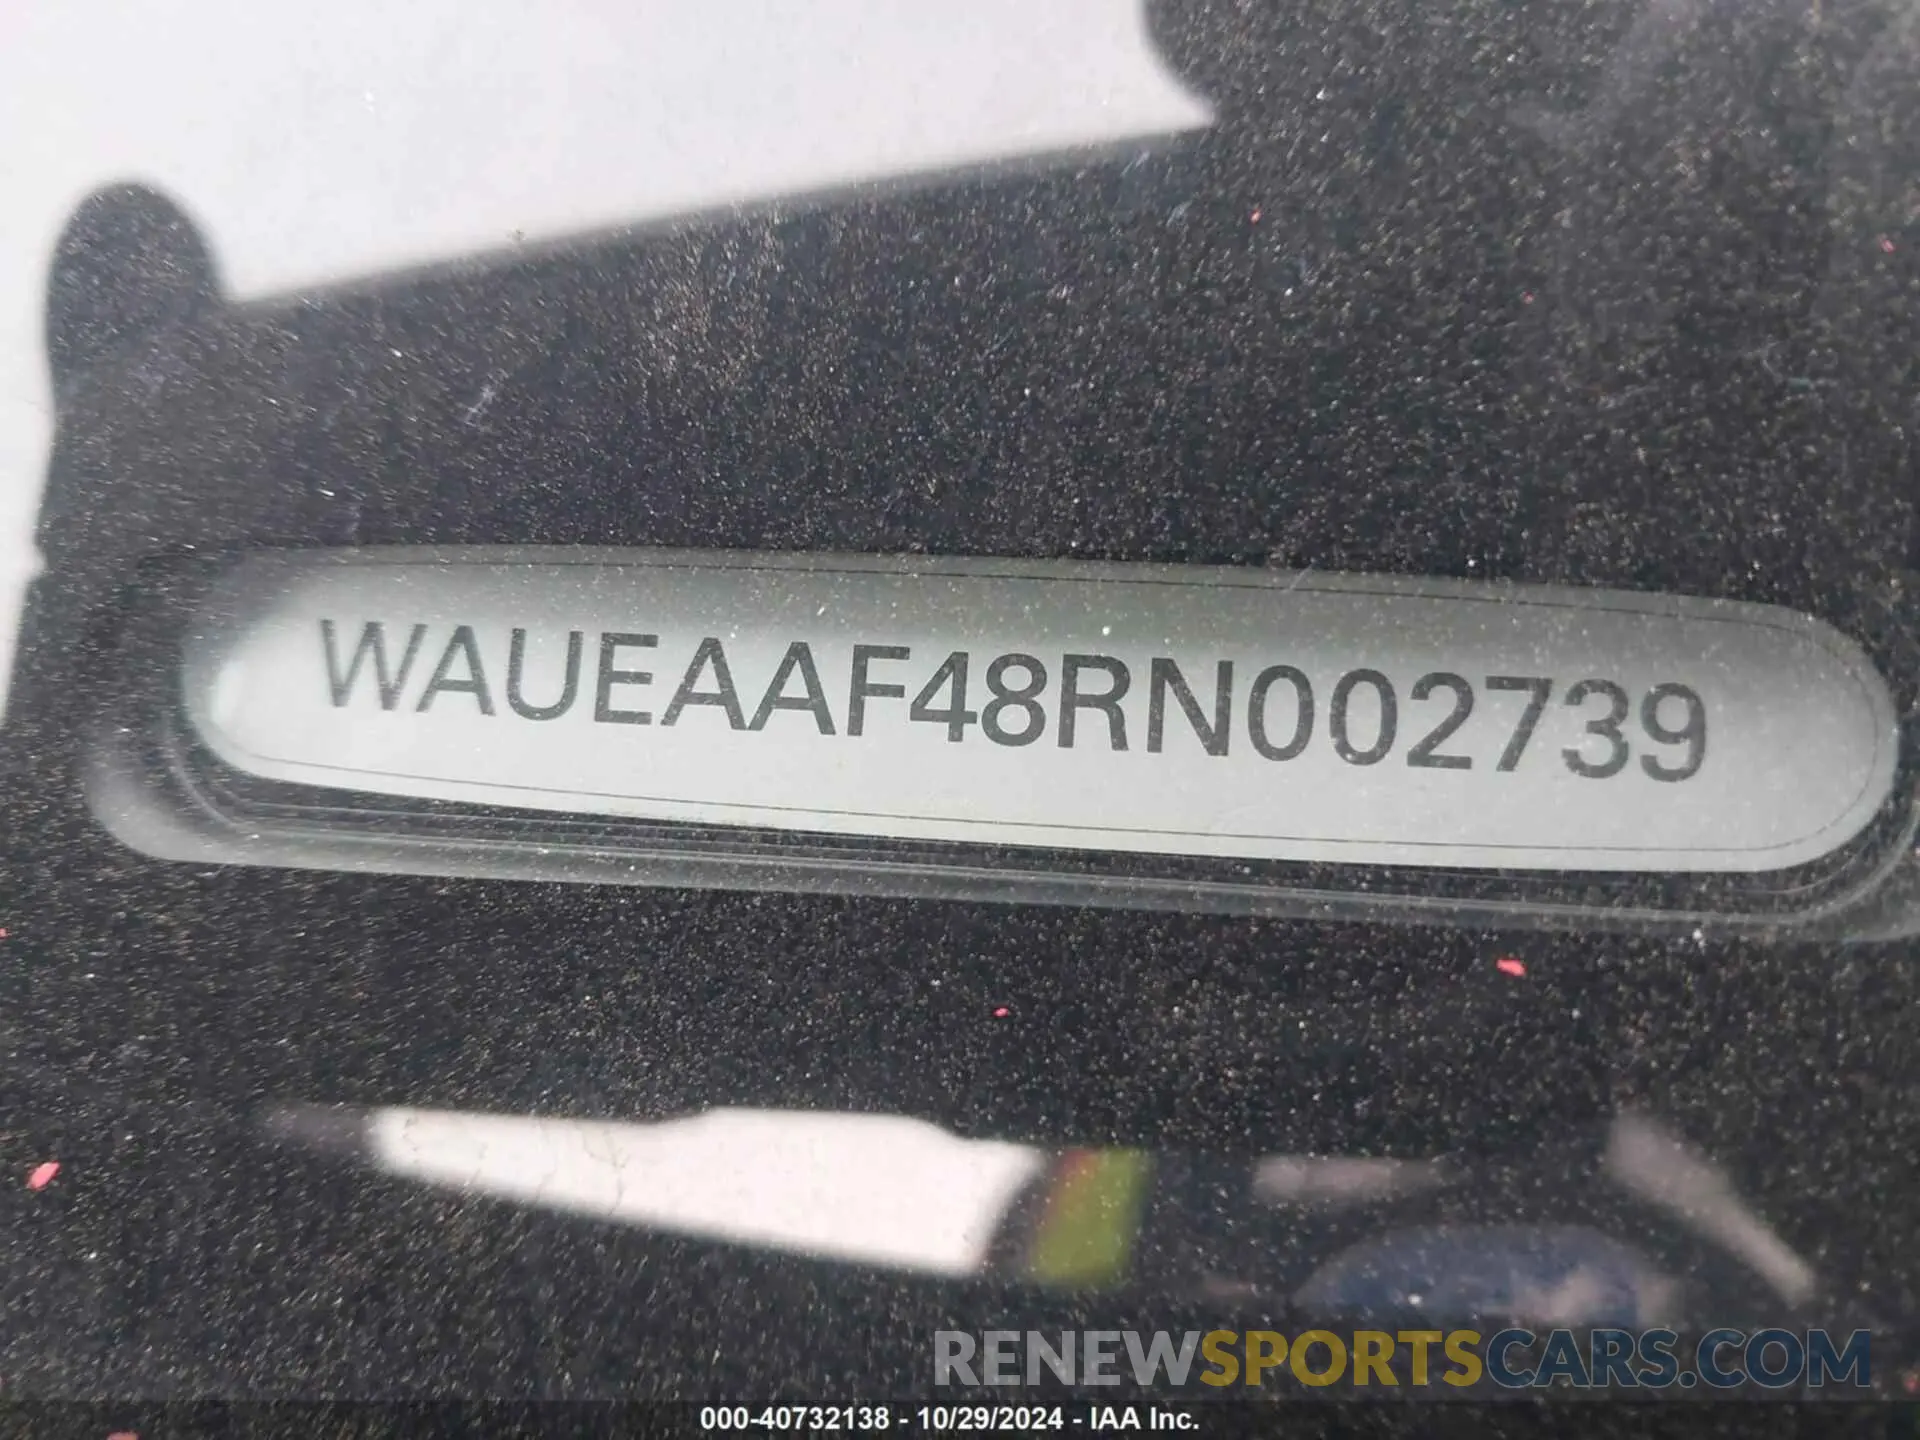 WAUEAAF48RN002739
RENEWSPORTSCARS.COM
000-40732138 - 10/29/2024 - IAA Inc.